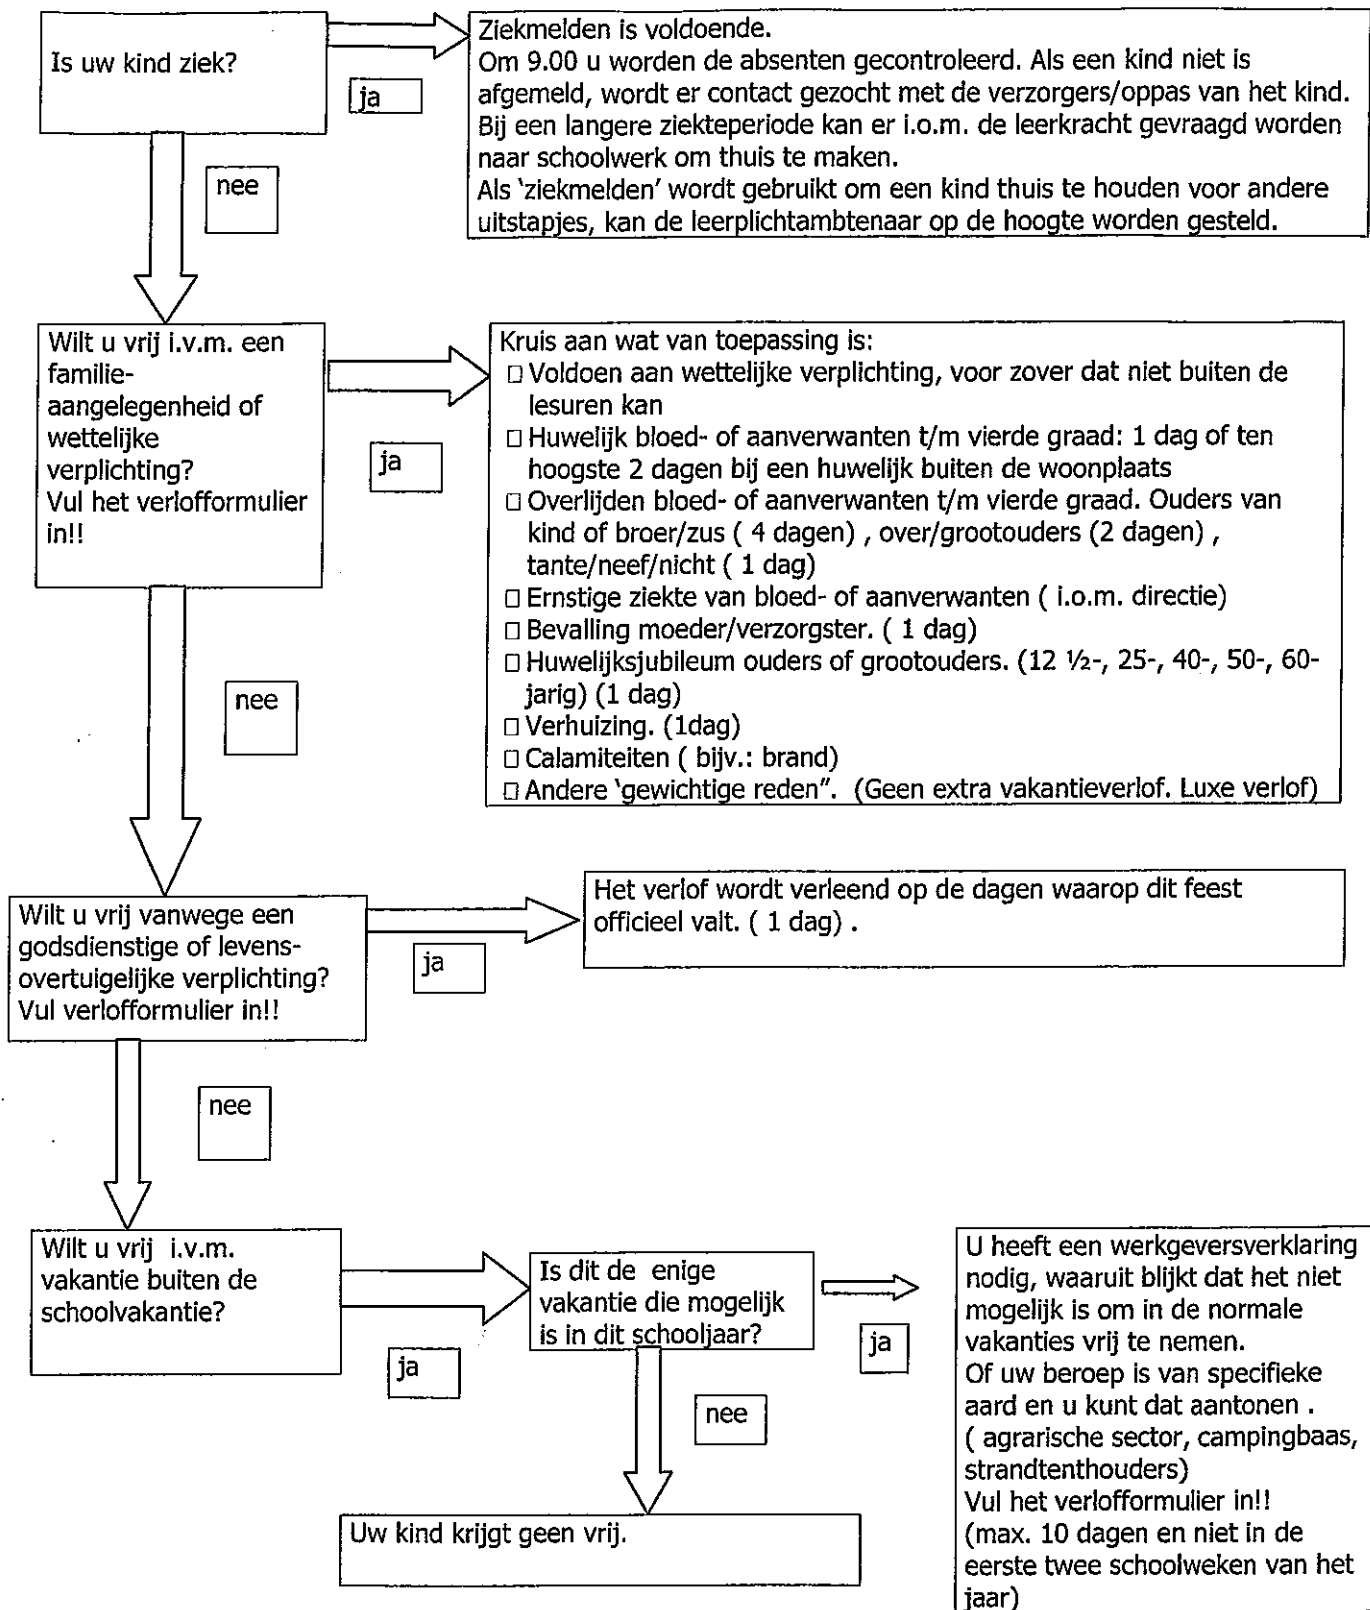 Is uw kind ziek?
ja
Ziekmelden is voldoende.
Om 9.00 u worden de absenten gecontroleerd. Als een kind niet is
afgemeld, wordt er contact gezocht met de verzorgers/oppas van het kind.
Bij een langere ziekteperiode kan er i.o.m. de leerkracht gevraagd worden
naar schoolwerk om thuis te maken.
Als ‘ziekmelden’ wordt gebruikt om een kind thuis te houden voor andere
uitstapjes, kan de leerplichtambtenaar op de hoogte worden gesteld.
nee
Wilt u vrij i.v.m. een
familie-
aangelegenheid of
wettelijke
verplichting?
Vul het verlofformulier
in!!
ja
Kruis aan wat van toepassing is:
□ Voldoen aan wettelijke verplichting, voor zover dat niet buiten de
lesuren kan
□ Huwelijk bloed- of aanverwanten t/m vierde graad: 1 dag of ten
hoogste 2 dagen bij een huwelijk buiten de woonplaats
□ Overlijden bloed- of aanverwanten t/m vierde graad. Ouders van
kind of broer/zus ( 4 dagen) , over/grootouders (2 dagen) ,
tante/neef/nicht ( 1 dag)
□ Ernstige ziekte van bloed- of aanverwanten ( i.o.m. directie)
□ Bevalling moeder/verzorgster. ( 1 dag)
□ Huwelijksjubileum ouders of grootouders. (12 ½-, 25-, 40-, 50-, 60-
jarig) (1 dag)
□ Verhuizing. (1dag)
□ Calamiteiten ( bijv.: brand)
□ Andere ‘gewichtige reden”. (Geen extra vakantieverlof. Luxe verlof)
nee
Wilt u vrij vanwege een
godsdienstige of levens-
overtuigelijke verplichting?
Vul verlofformulier in!!
ja
Het verlof wordt verleend op de dagen waarop dit feest
officieel valt. ( 1 dag) .
nee
Wilt u vrij i.v.m.
vakantie buiten de
schoolvakantie?
ja
Is dit de enige
vakantie die mogelijk
is in dit schooljaar?
ja
U heeft een werkgeversverklaring
nodig, waaruit blijkt dat het niet
mogelijk is om in de normale
vakanties vrij te nemen.
Of uw beroep is van specifieke
aard en u kunt dat aantonen .
( agrarische sector, campingbaas,
strandtenthouders)
Vul het verlofformulier in!!
(max. 10 dagen en niet in de
eerste twee schoolweken van het
jaar)
nee
Uw kind krijgt geen vrij.